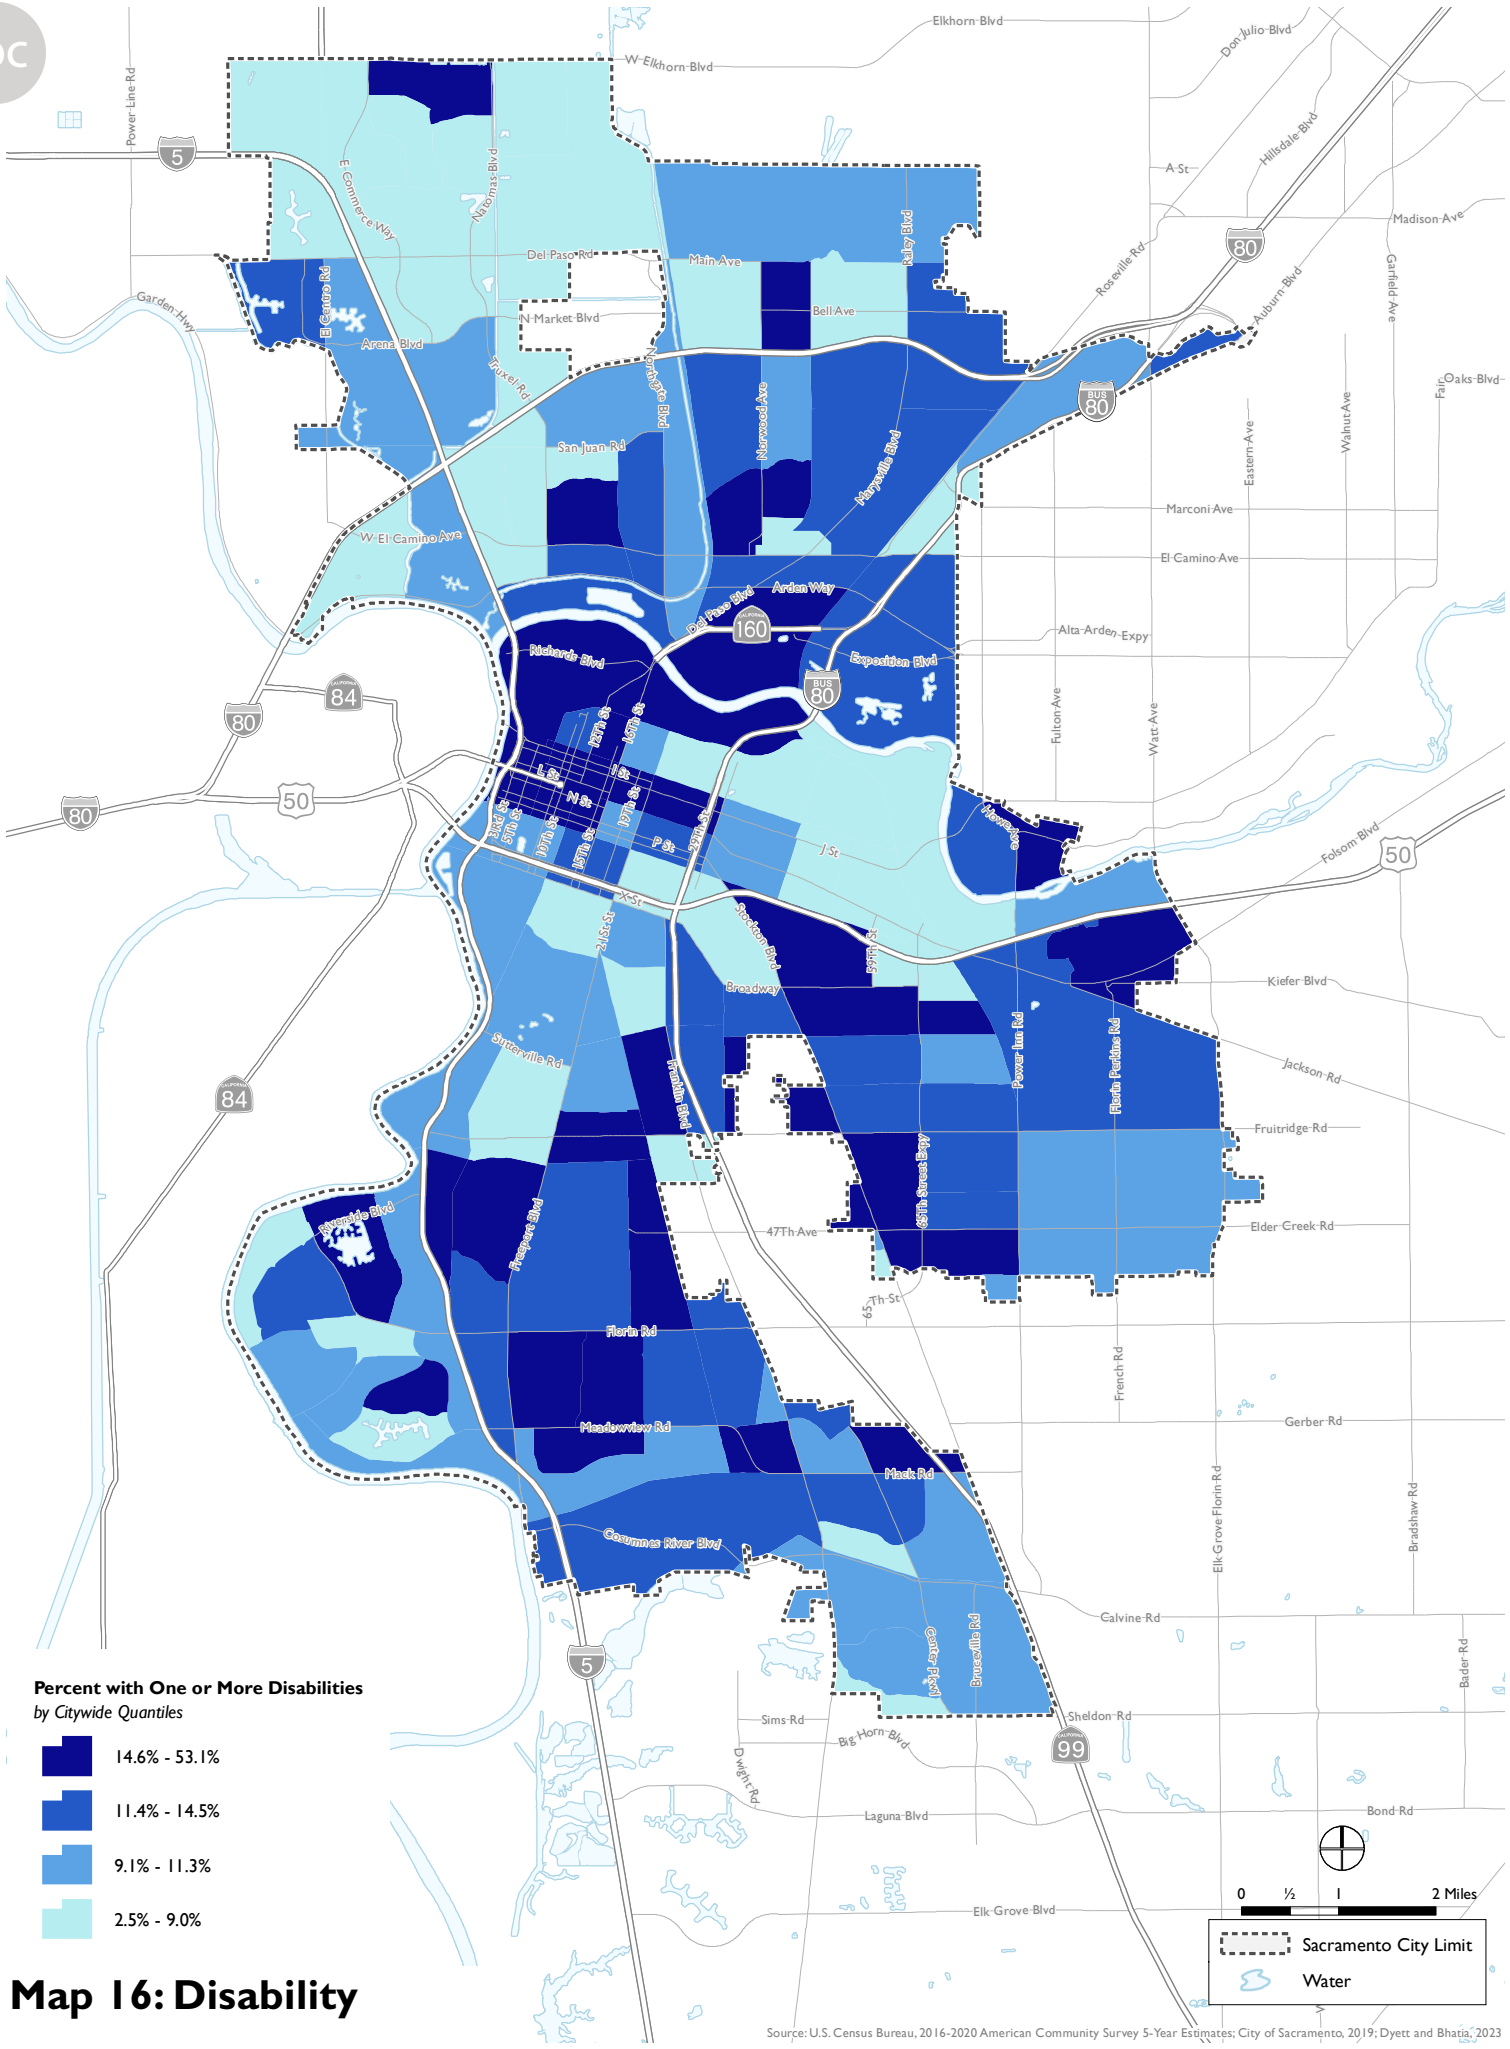 DC
Elkhorn Blvd
Don Julio Blvd
W Elkhorn Blvd
Power Line Rd
Hillsdale Blvd
5
E Commerce Way
Natomas Blvd
A St
Madison Ave
Raley Blvd
80
Del Paso Rd
Main Ave
Roseville Rd
Garfield Ave
El Centro Rd
Garden Hwy
N Market Blvd
Bell Ave
Auburn Blvd
Arena Blvd
Truxel Rd
Northgate Blvd
Norwood Ave
BUS
80
Fair Oaks Blvd
San Juan Rd
Marysville Blvd
Eastern Ave
Walnut Ave
Marconi Ave
W El Camino Ave
El Camino Ave
Arden Way
Del Paso Blvd
CALIFORNIA
160
Alta Arden Expy
Richards Blvd
Exposition Blvd
CALIFORNIA
84
BUS
80
80
12Th St
16Th St
Fulton Ave
Watt Ave
L St
I St
50
80
N St
3Rd St
5Th St
10Th St
15Th St
19Th St
P St
29Th St
J St
Howe Ave
Folsom Blvd
50
X St
21St St
Stockton Blvd
59Th St
Broadway
Kiefer Blvd
Sutterville Rd
Power Inn Rd
Florin Perkins Rd
Jackson Rd
CALIFORNIA
84
Franklin Blvd
Fruitridge Rd
65Th Street Expy
Riverside Blvd
Freeport Blvd
47Th Ave
Elder Creek Rd
65Th St
Florin Rd
French Rd
Meadowview Rd
Gerber Rd
Mack Rd
Elk Grove Florin Rd
Bradshaw Rd
Cosumnes River Blvd
Calvine Rd
Center Pkwy
Bruceville Rd
Bader Rd
5
Sims Rd
Big Horn Blvd
Sheldon Rd
CALIFORNIA
99
Dwight Rd
Laguna Blvd
Bond Rd
Elk Grove Blvd
Percent with One or More Disabilities
by Citywide Quantiles
14.6% - 53.1%
11.4% - 14.5%
9.1% - 11.3%
2.5% - 9.0%
0 ½ 1 2 Miles
Sacramento City Limit
Water
Map 16: Disability
Source: U.S. Census Bureau, 2016-2020 American Community Survey 5-Year Estimates; City of Sacramento, 2019; Dyett and Bhatia, 2023